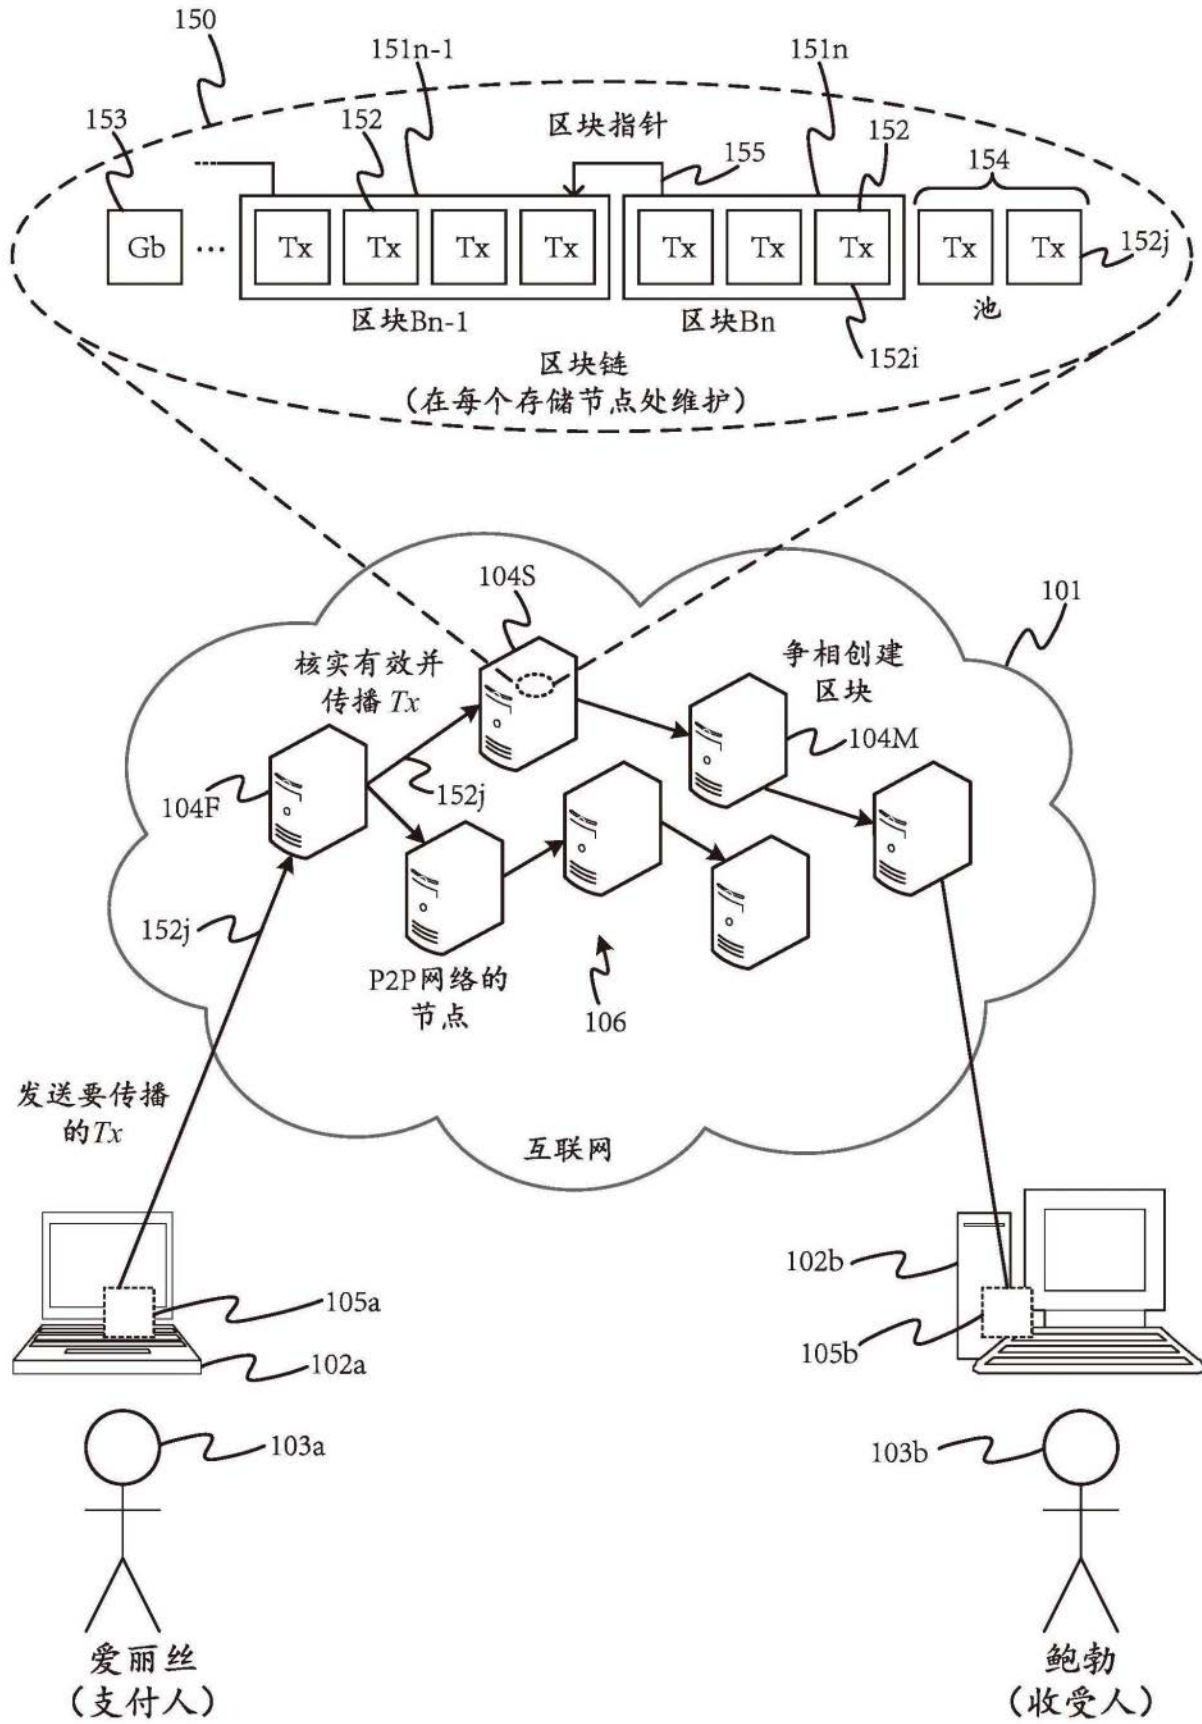 150
151n-1
151n
153
152
区块指针
155
152
154
Gb
...
Tx
Tx
Tx
Tx
Tx
Tx
Tx
Tx
Tx
152j
区块Bn-1
区块Bn
池
152i
区块链
(在每个存储节点处维护)
104S
101
核实有效并
传播 Tx
争相创建
区块
104M
104F
152j
152j
P2P网络的
节点
106
发送要传播
的Tx
互联网
102b
105a
105b
102a
103a
103b
爱丽丝
(支付人)
鲍勃
(收受人)